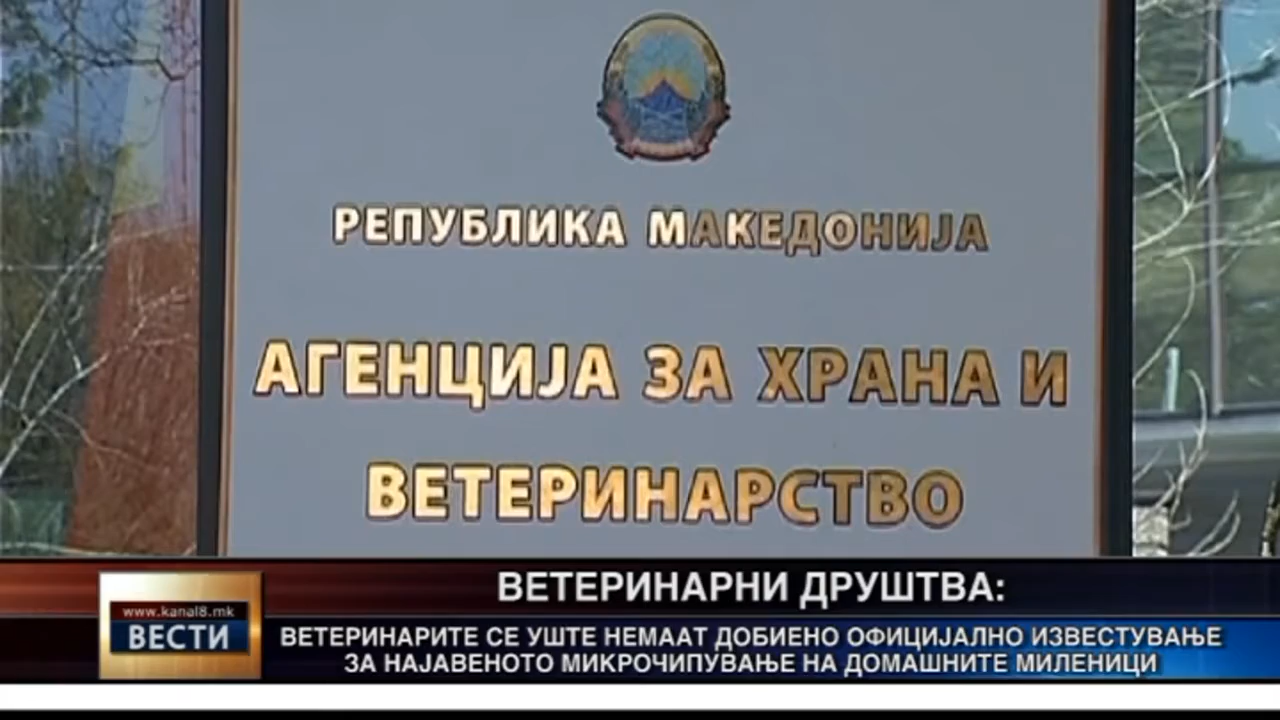 РЕПУБЛИКА МАКЕДОНИЈА
АГЕНЦИЈА ЗА ХРАНА И
ВЕТЕРИНАРСТВО
ВЕТЕРИНАРНИ ДРУШТВА:
www.kanal8.mk
ВЕСТИ
ВЕТЕРИНАРИТЕ СЕ УШТЕ НЕМААТ ДОБИЕНО ОФИЦИЈАЛНО ИЗВЕСТУВАЊЕ
ЗА НАЈАВЕНОТО МИКРОЧИПУВАЊЕ НА ДОМАШНИТЕ МИЛЕНИЦИ